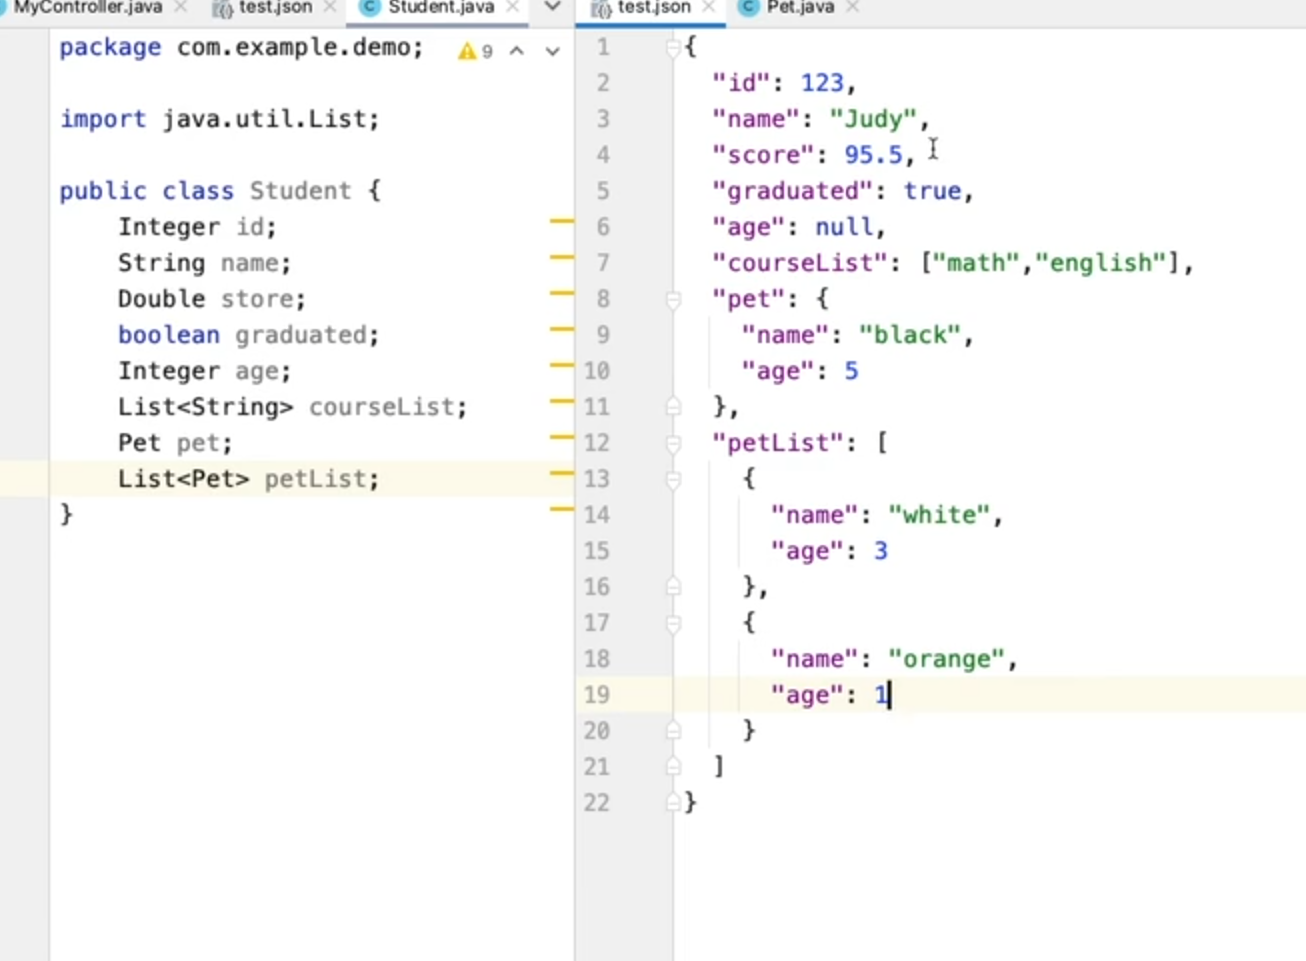 MyController.java
test.json
Student.java
package com.example.demo;
9
import java.util.List;
public class Student {
Integer id;
String name;
Double store;
boolean graduated;
Integer age;
List<String> courseList;
Pet pet;
List<Pet> petList;
}
test.json
Pet.java
1 {
2 "id": 123,
3 "name": "Judy",
4 "score": 95.5,
5 "graduated": true,
6 "age": null,
7 "courseList": ["math","english"],
8 "pet": {
9 "name": "black",
10 "age": 5
11 },
12 "petList": [
13 {
14 "name": "white",
15 "age": 3
16 },
17 {
18 "name": "orange",
19 "age": 1
20 }
21 ]
22 }